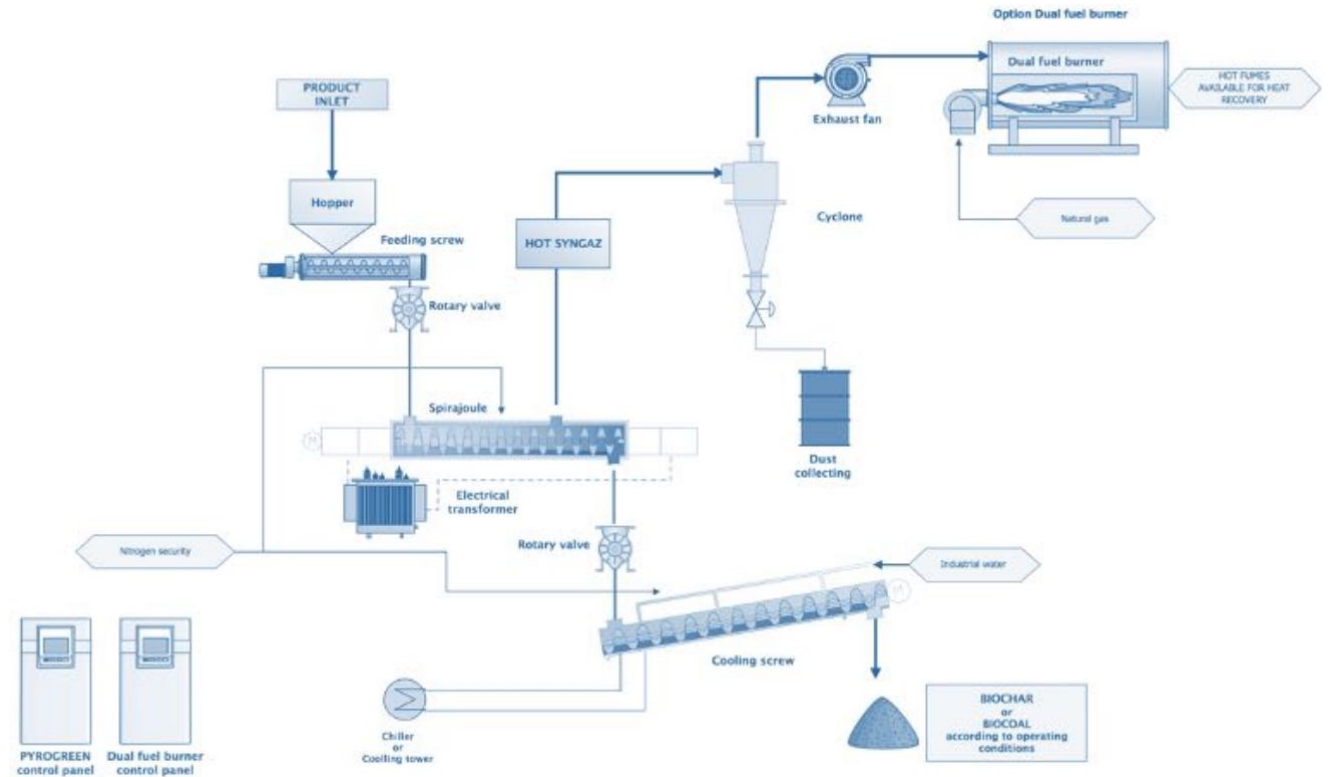 Option Dual fuel burner
Dual fuel burner
HOT FUMES
AVAILABLE FOR HEAT
RECOVERY
PRODUCT
INLET
Exhaust fan
Hopper
Cyclone
Natural gas
Feeding screw
HOT SYNGAZ
Rotary valve
Spirajoule
M
Dust
collecting
Electrical
transformer
Rotary valve
Nitrogen security
Industrial water
M
Cooling screw
Chiller
or
Coolling tower
BIOCHAR
or
BIOCOAL
according to operating
conditions
PYROGREEN
control panel
Dual fuel burner
control panel